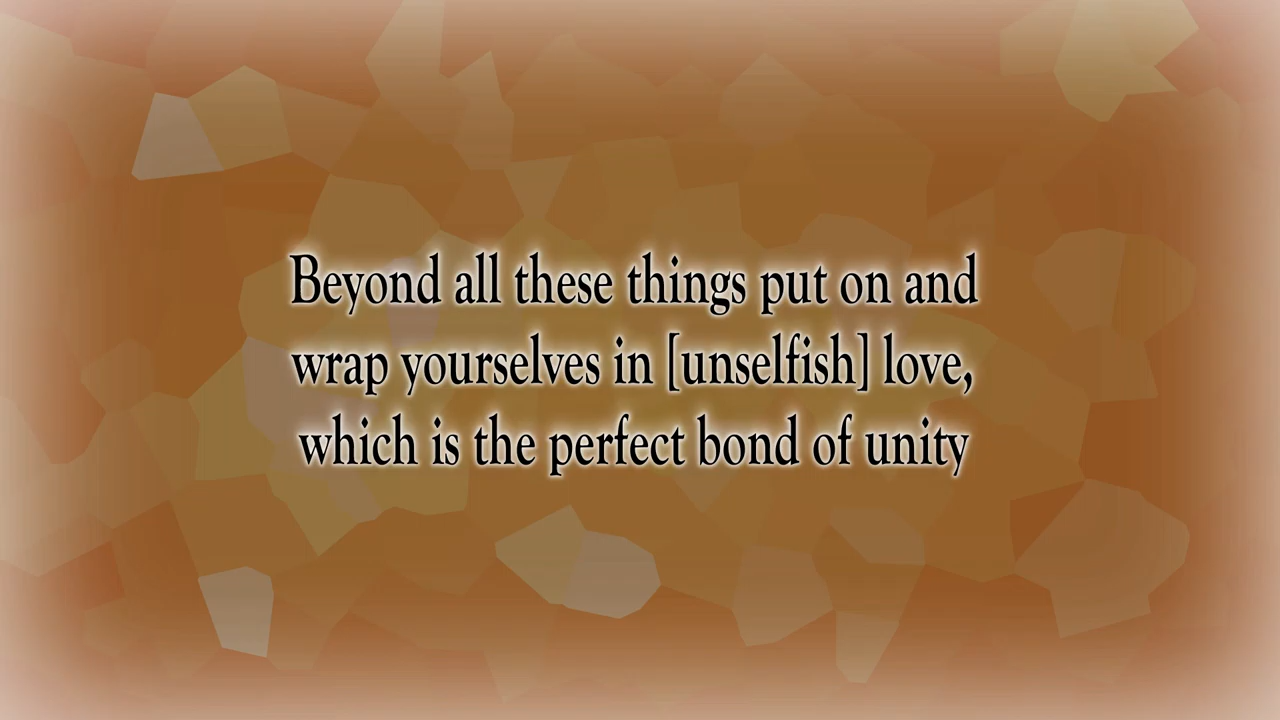 Beyond all these things put on and
wrap yourselves in [unselfish] love,
which is the perfect bond of unity